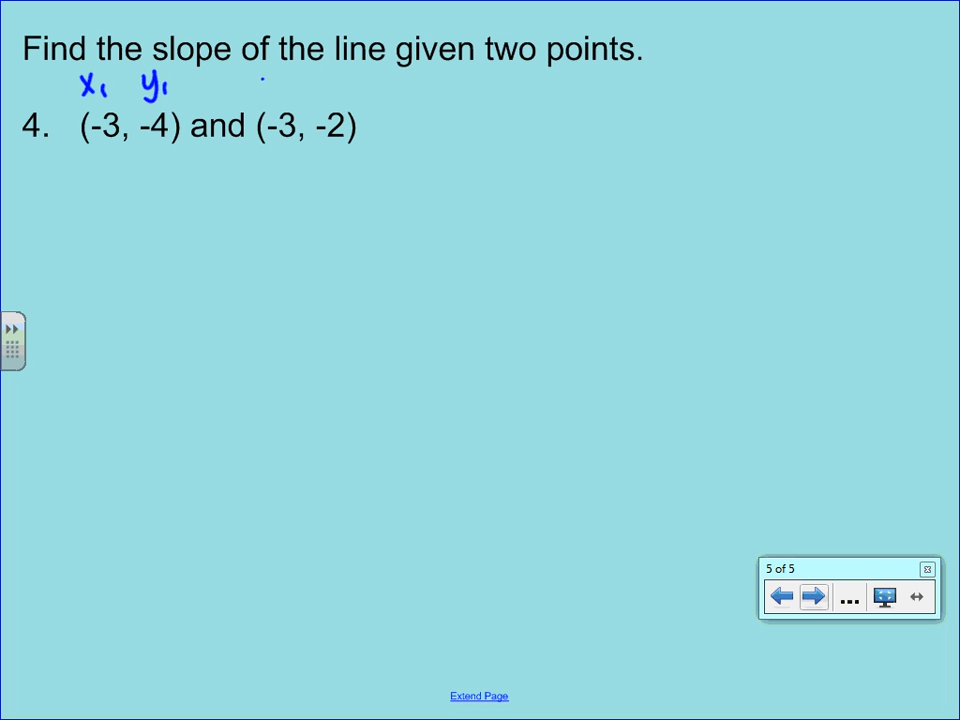 Find the slope of the line given two points.
x₁ y₁
4. (-3, -4) and (-3, -2)
5 of 5
...
Extend Page